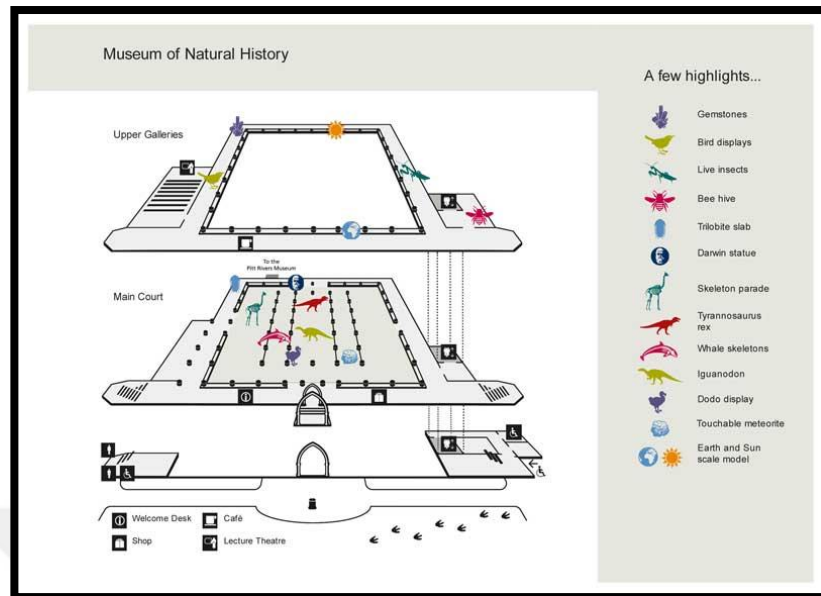 Museum of Natural History
A few highlights...
Upper Galleries
Gemstones
Bird displays
Live insects
Bee hive
Trilobite slab
Darwin statue
Skeleton parade
Tyrannosaurus
rex
Whale skeletons
Iguanodon
Dodo display
Touchable meteorite
Earth and Sun
scale model
To the
Pitt Rivers Museum
Main Court
Welcome Desk
Café
Shop
Lecture Theatre